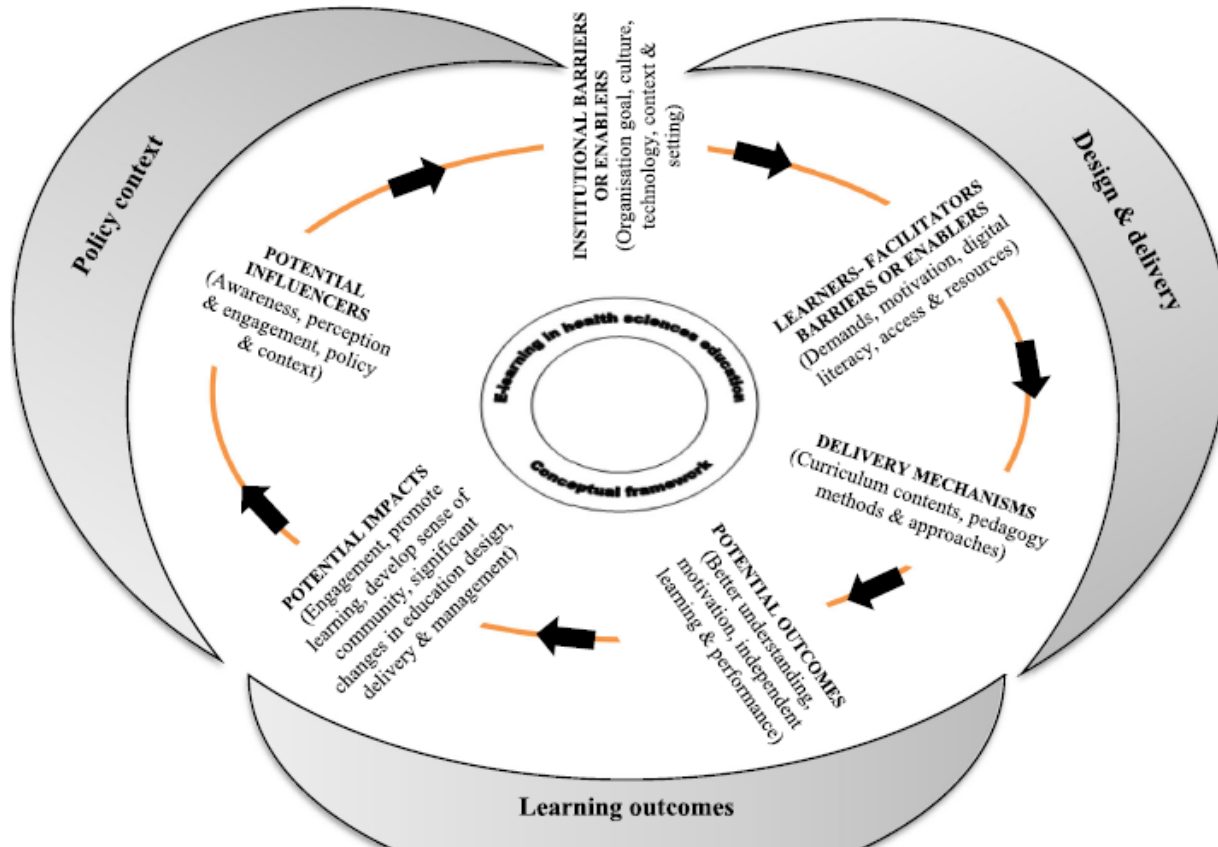 Policy context
Design & delivery
Learning outcomes
INSTITUTIONAL BARRIERS
OR ENABLERS
(Organisation goal, culture,
technology, context &
setting)
LEARNERS- FACILITATORS
BARRIERS OR ENABLERS
(Demands, motivation, digital
literacy, access & resources)
DELIVERY MECHANISMS
(Curriculum contents, pedagogy
methods & approaches)
POTENTIAL OUTCOMES
(Better understanding,
motivation, independent
learning & performance)
POTENTIAL IMPACTS
(Engagement, promote
learning, develop sense of
community, significant
changes in education design,
delivery & management)
POTENTIAL
INFLUENCERS
(Awareness, perception
& engagement, policy
& context)
E-learning in health sciences education
Conceptual framework